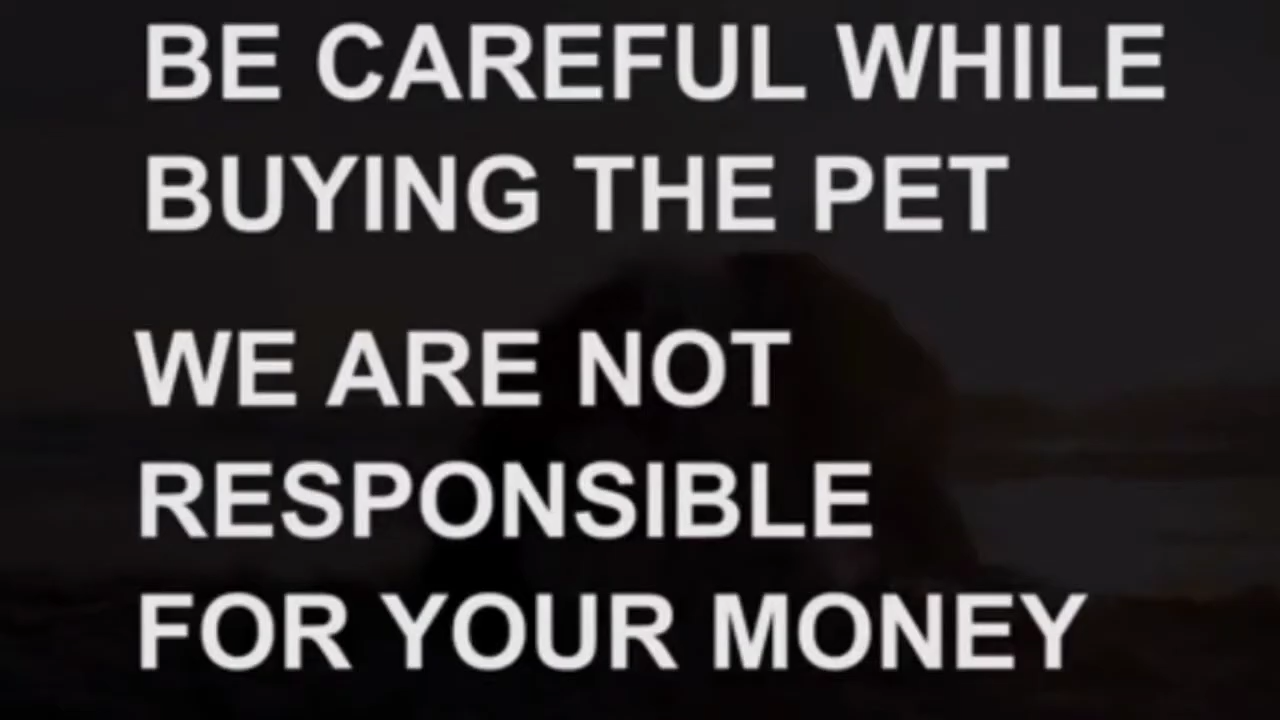 BE CAREFUL WHILE
BUYING THE PET
WE ARE NOT
RESPONSIBLE
FOR YOUR MONEY